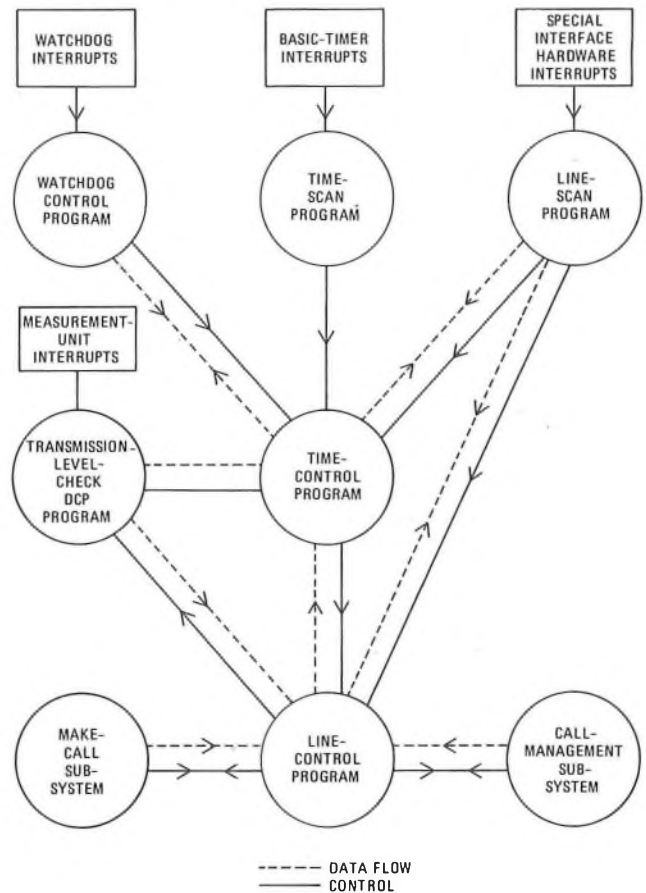 WATCHDOG
INTERRUPTS
BASIC-TIMER
INTERRUPTS
SPECIAL
INTERFACE
HARDWARE
INTERRUPTS
WATCHDOG
CONTROL
PROGRAM
TIME-
SCAN
PROGRAM
LINE-
SCAN
PROGRAM
MEASUREMENT-
UNIT
INTERRUPTS
TRANSMISSION-
LEVEL-
CHECK
DCP
PROGRAM
TIME-
CONTROL
PROGRAM
MAKE-
CALL
SUB-
SYSTEM
LINE-
CONTROL
PROGRAM
CALL-
MANAGEMENT
SUB-
SYSTEM
DATA FLOW
CONTROL